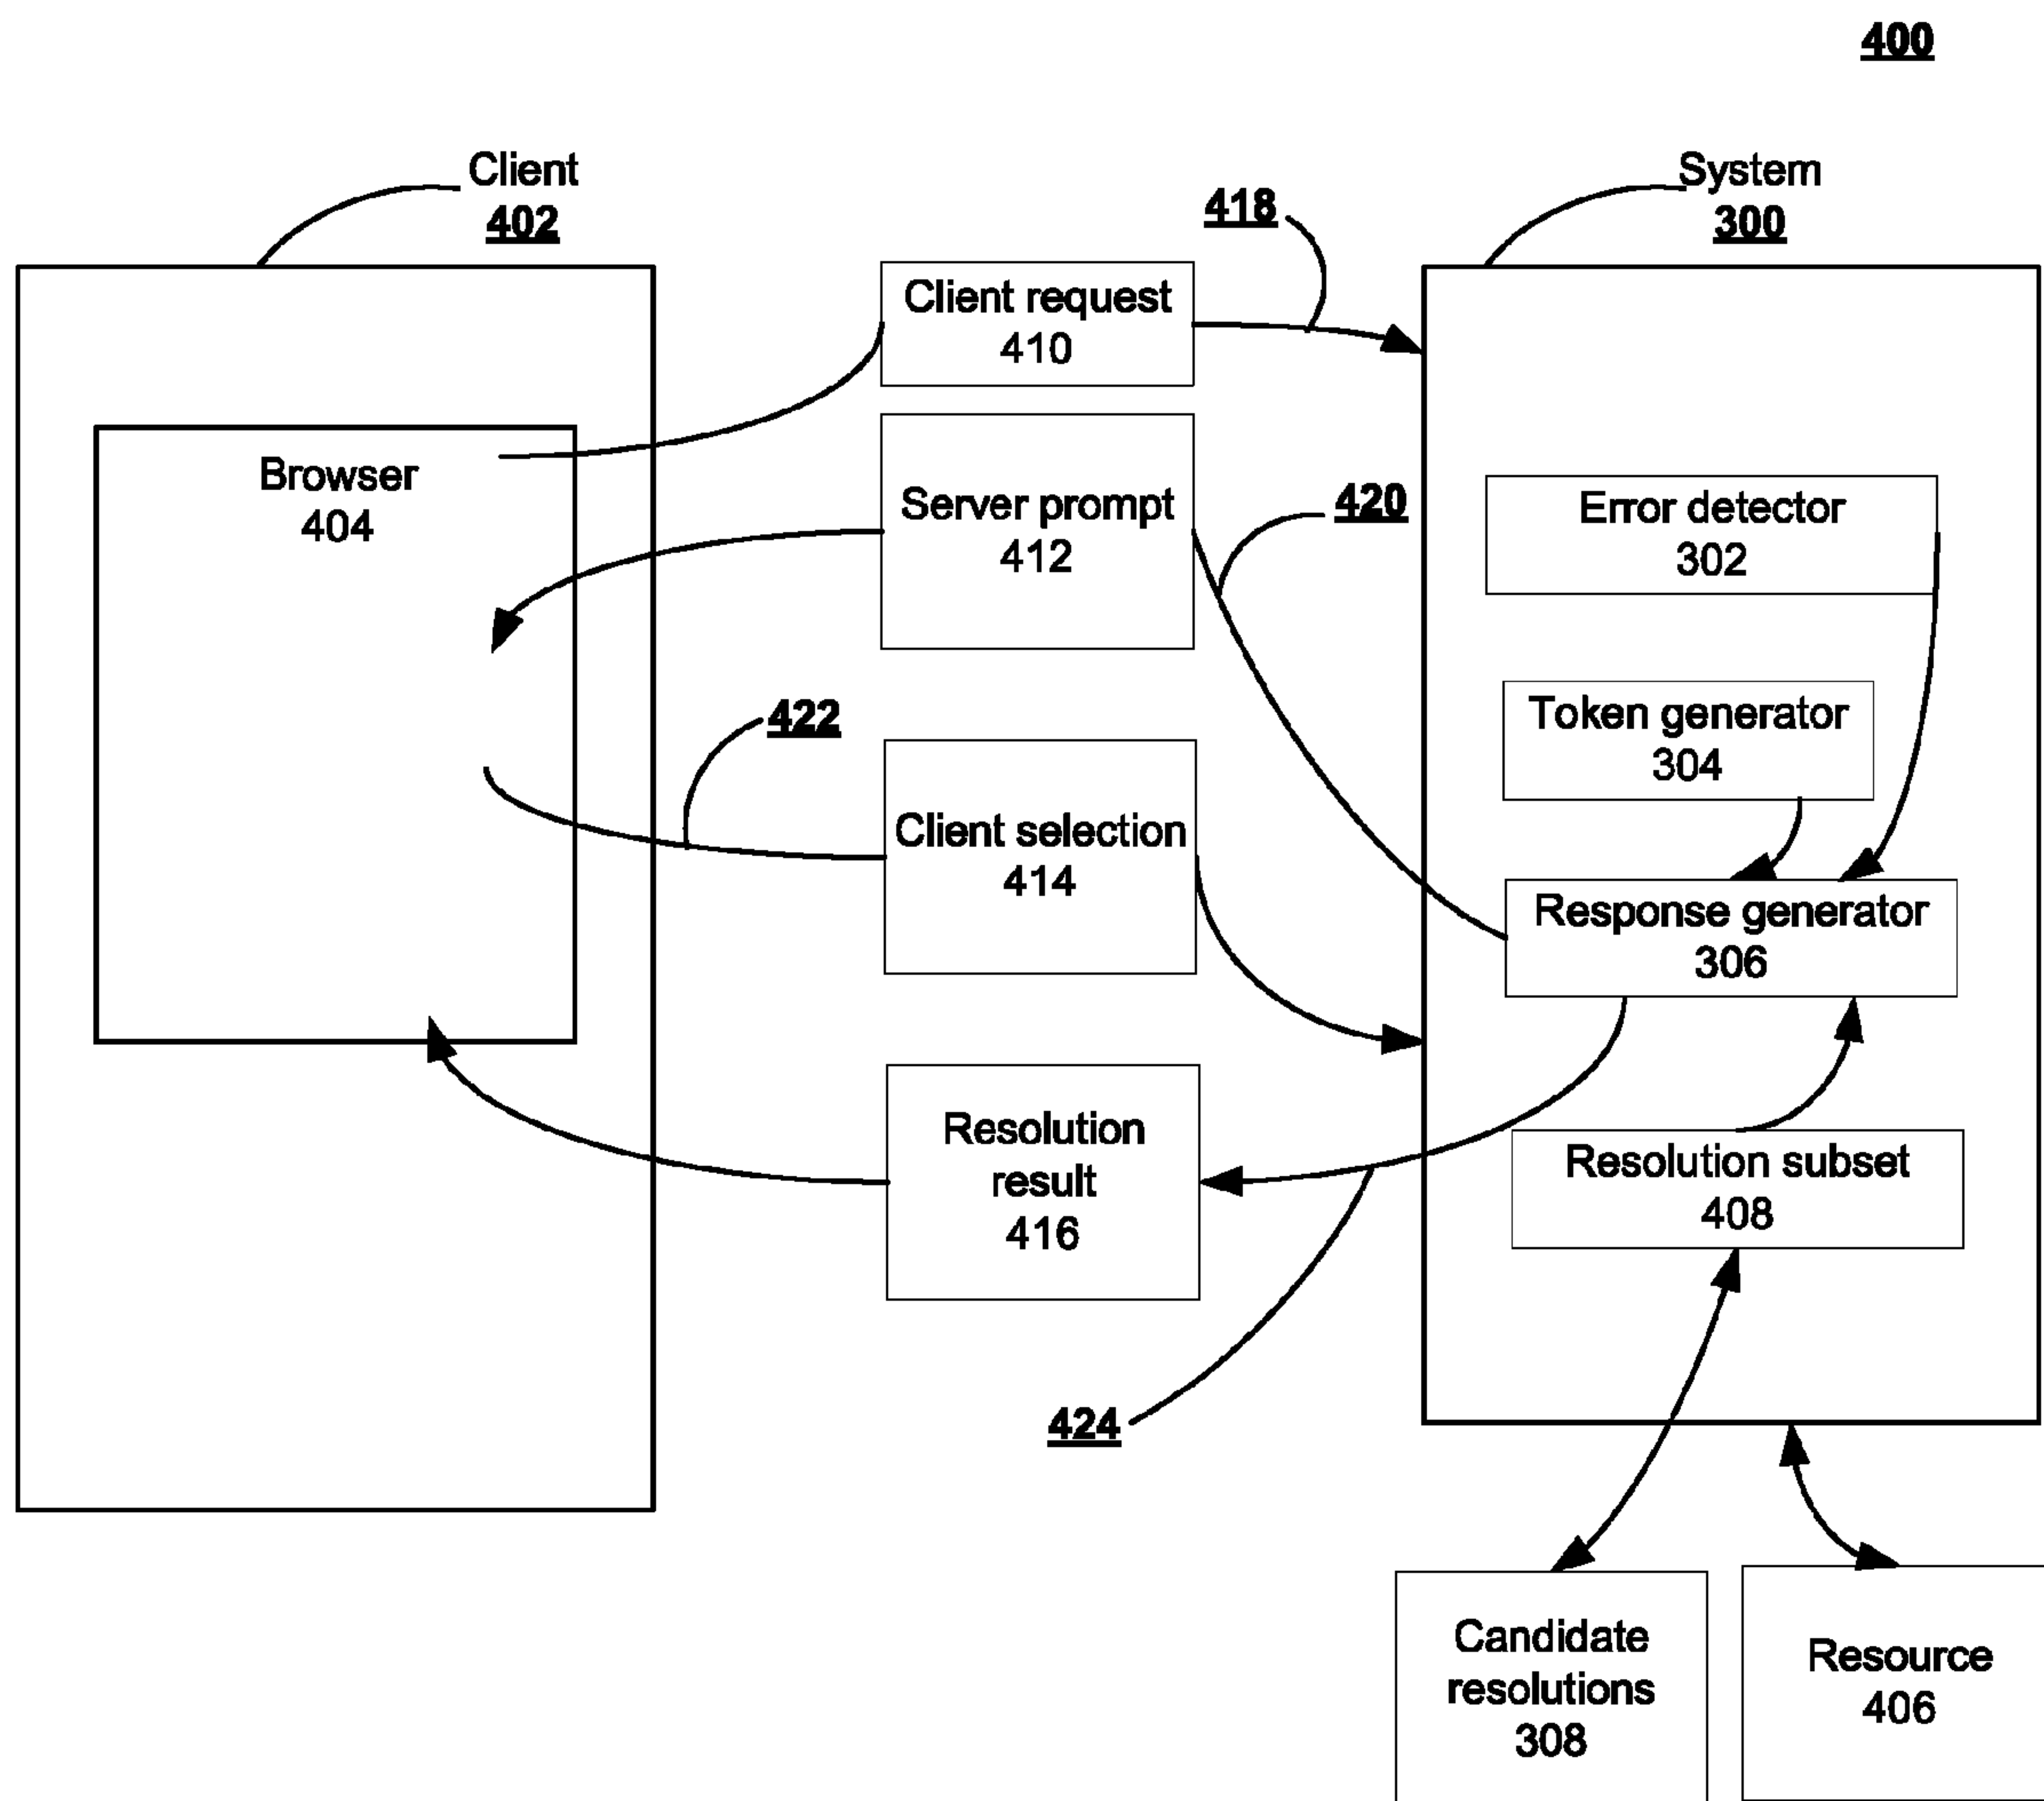 400
Client
402
System
300
418
Client request
410
Browser
404
Server prompt
412
420
Error detector
302
Token generator
304
422
Client selection
414
Response generator
306
Resolution
result
416
Resolution subset
408
424
Candidate
resolutions
308
Resource
406